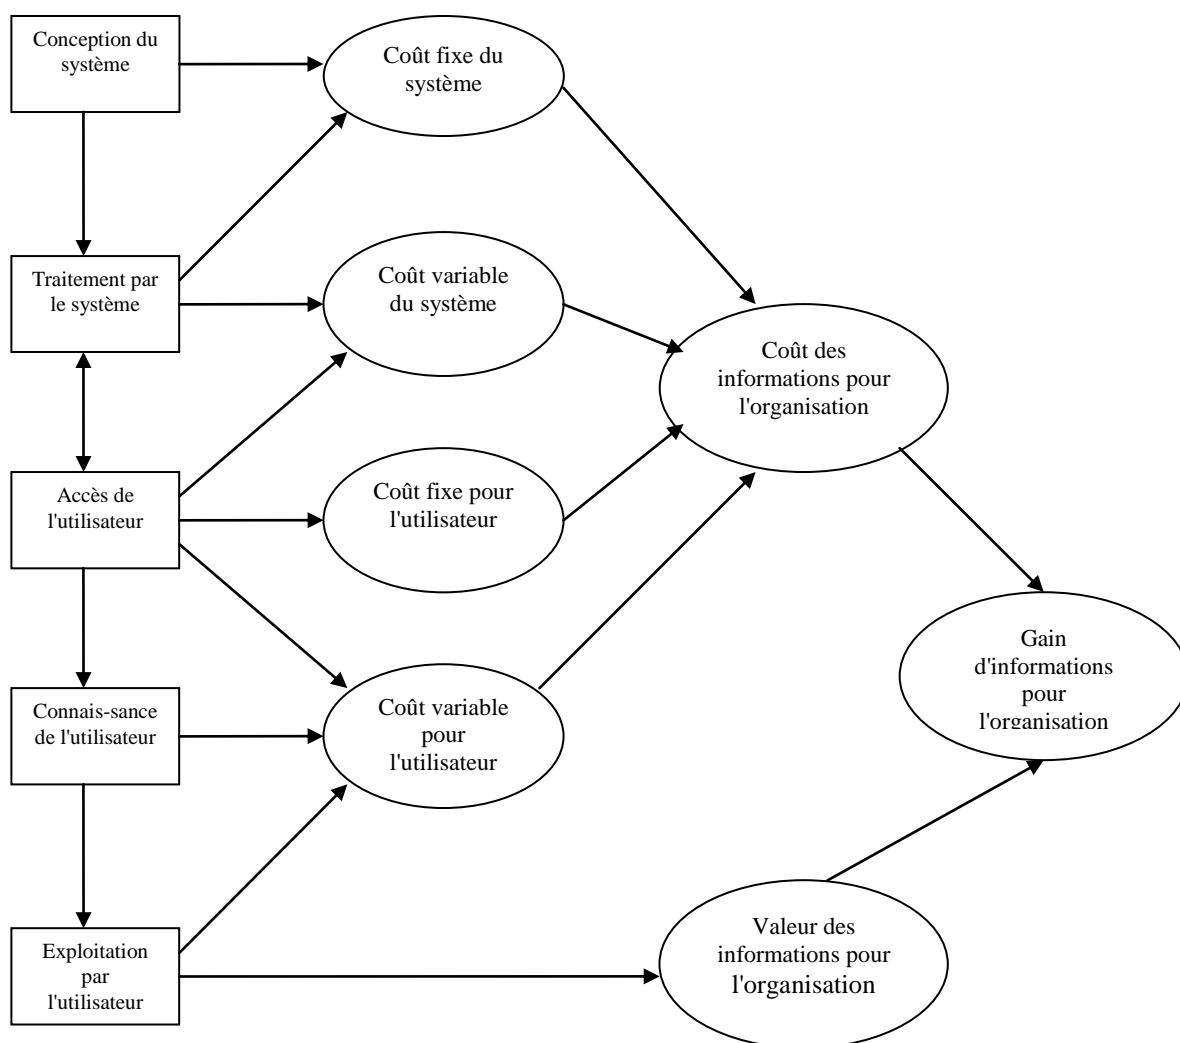 Conception du
système
Coût fixe du
système
Traitement par
le système
Coût variable
du système
Coût des
informations pour
l'organisation
Accès de
l'utilisateur
Coût fixe pour
l'utilisateur
Gain
d'informations
pour
l'organisation
Connais-sance
de l'utilisateur
Coût variable
pour
l'utilisateur
Exploitation
par
l'utilisateur
Valeur des
informations pour
l'organisation